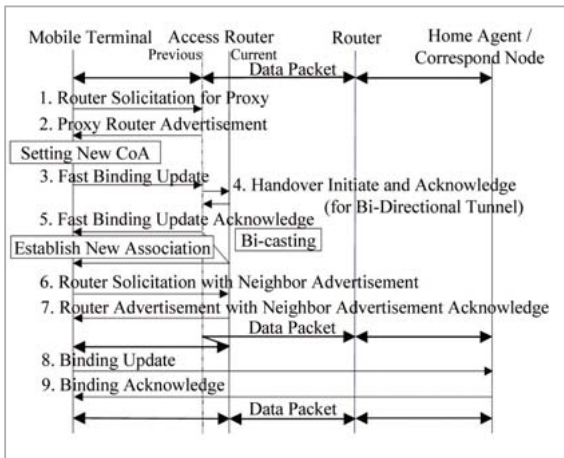 Mobile Terminal Access Router Router Home Agent /
Previous Current Correspond Node
Data Packet
1. Router Solicitation for Proxy
2. Proxy Router Advertisement
Setting New CoA
3. Fast Binding Update
4. Handover Initiate and Acknowledge
(for Bi-Directional Tunnel)
5. Fast Binding Update Acknowledge
Bi-casting
Establish New Association
6. Router Solicitation with Neighbor Advertisement
7. Router Advertisement with Neighbor Advertisement Acknowledge
Data Packet
8. Binding Update
9. Binding Acknowledge
Data Packet